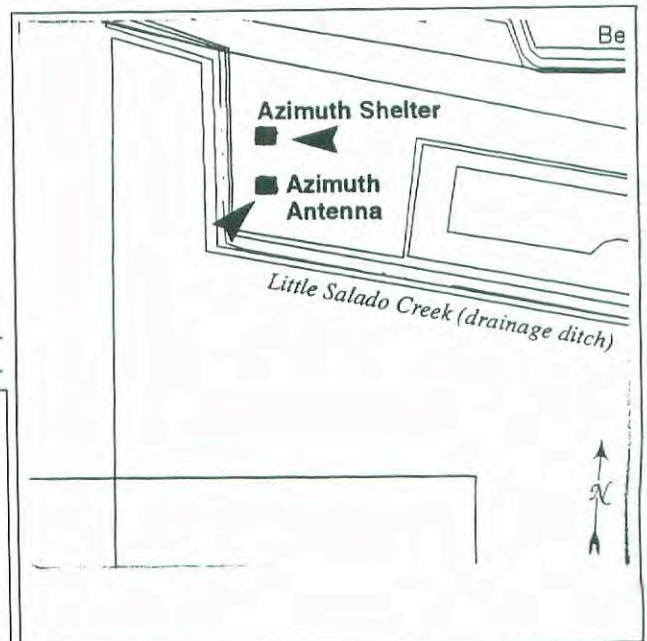 Be
Azimuth Shelter
Azimuth
Antenna
Little Salado Creek (drainage ditch)
N